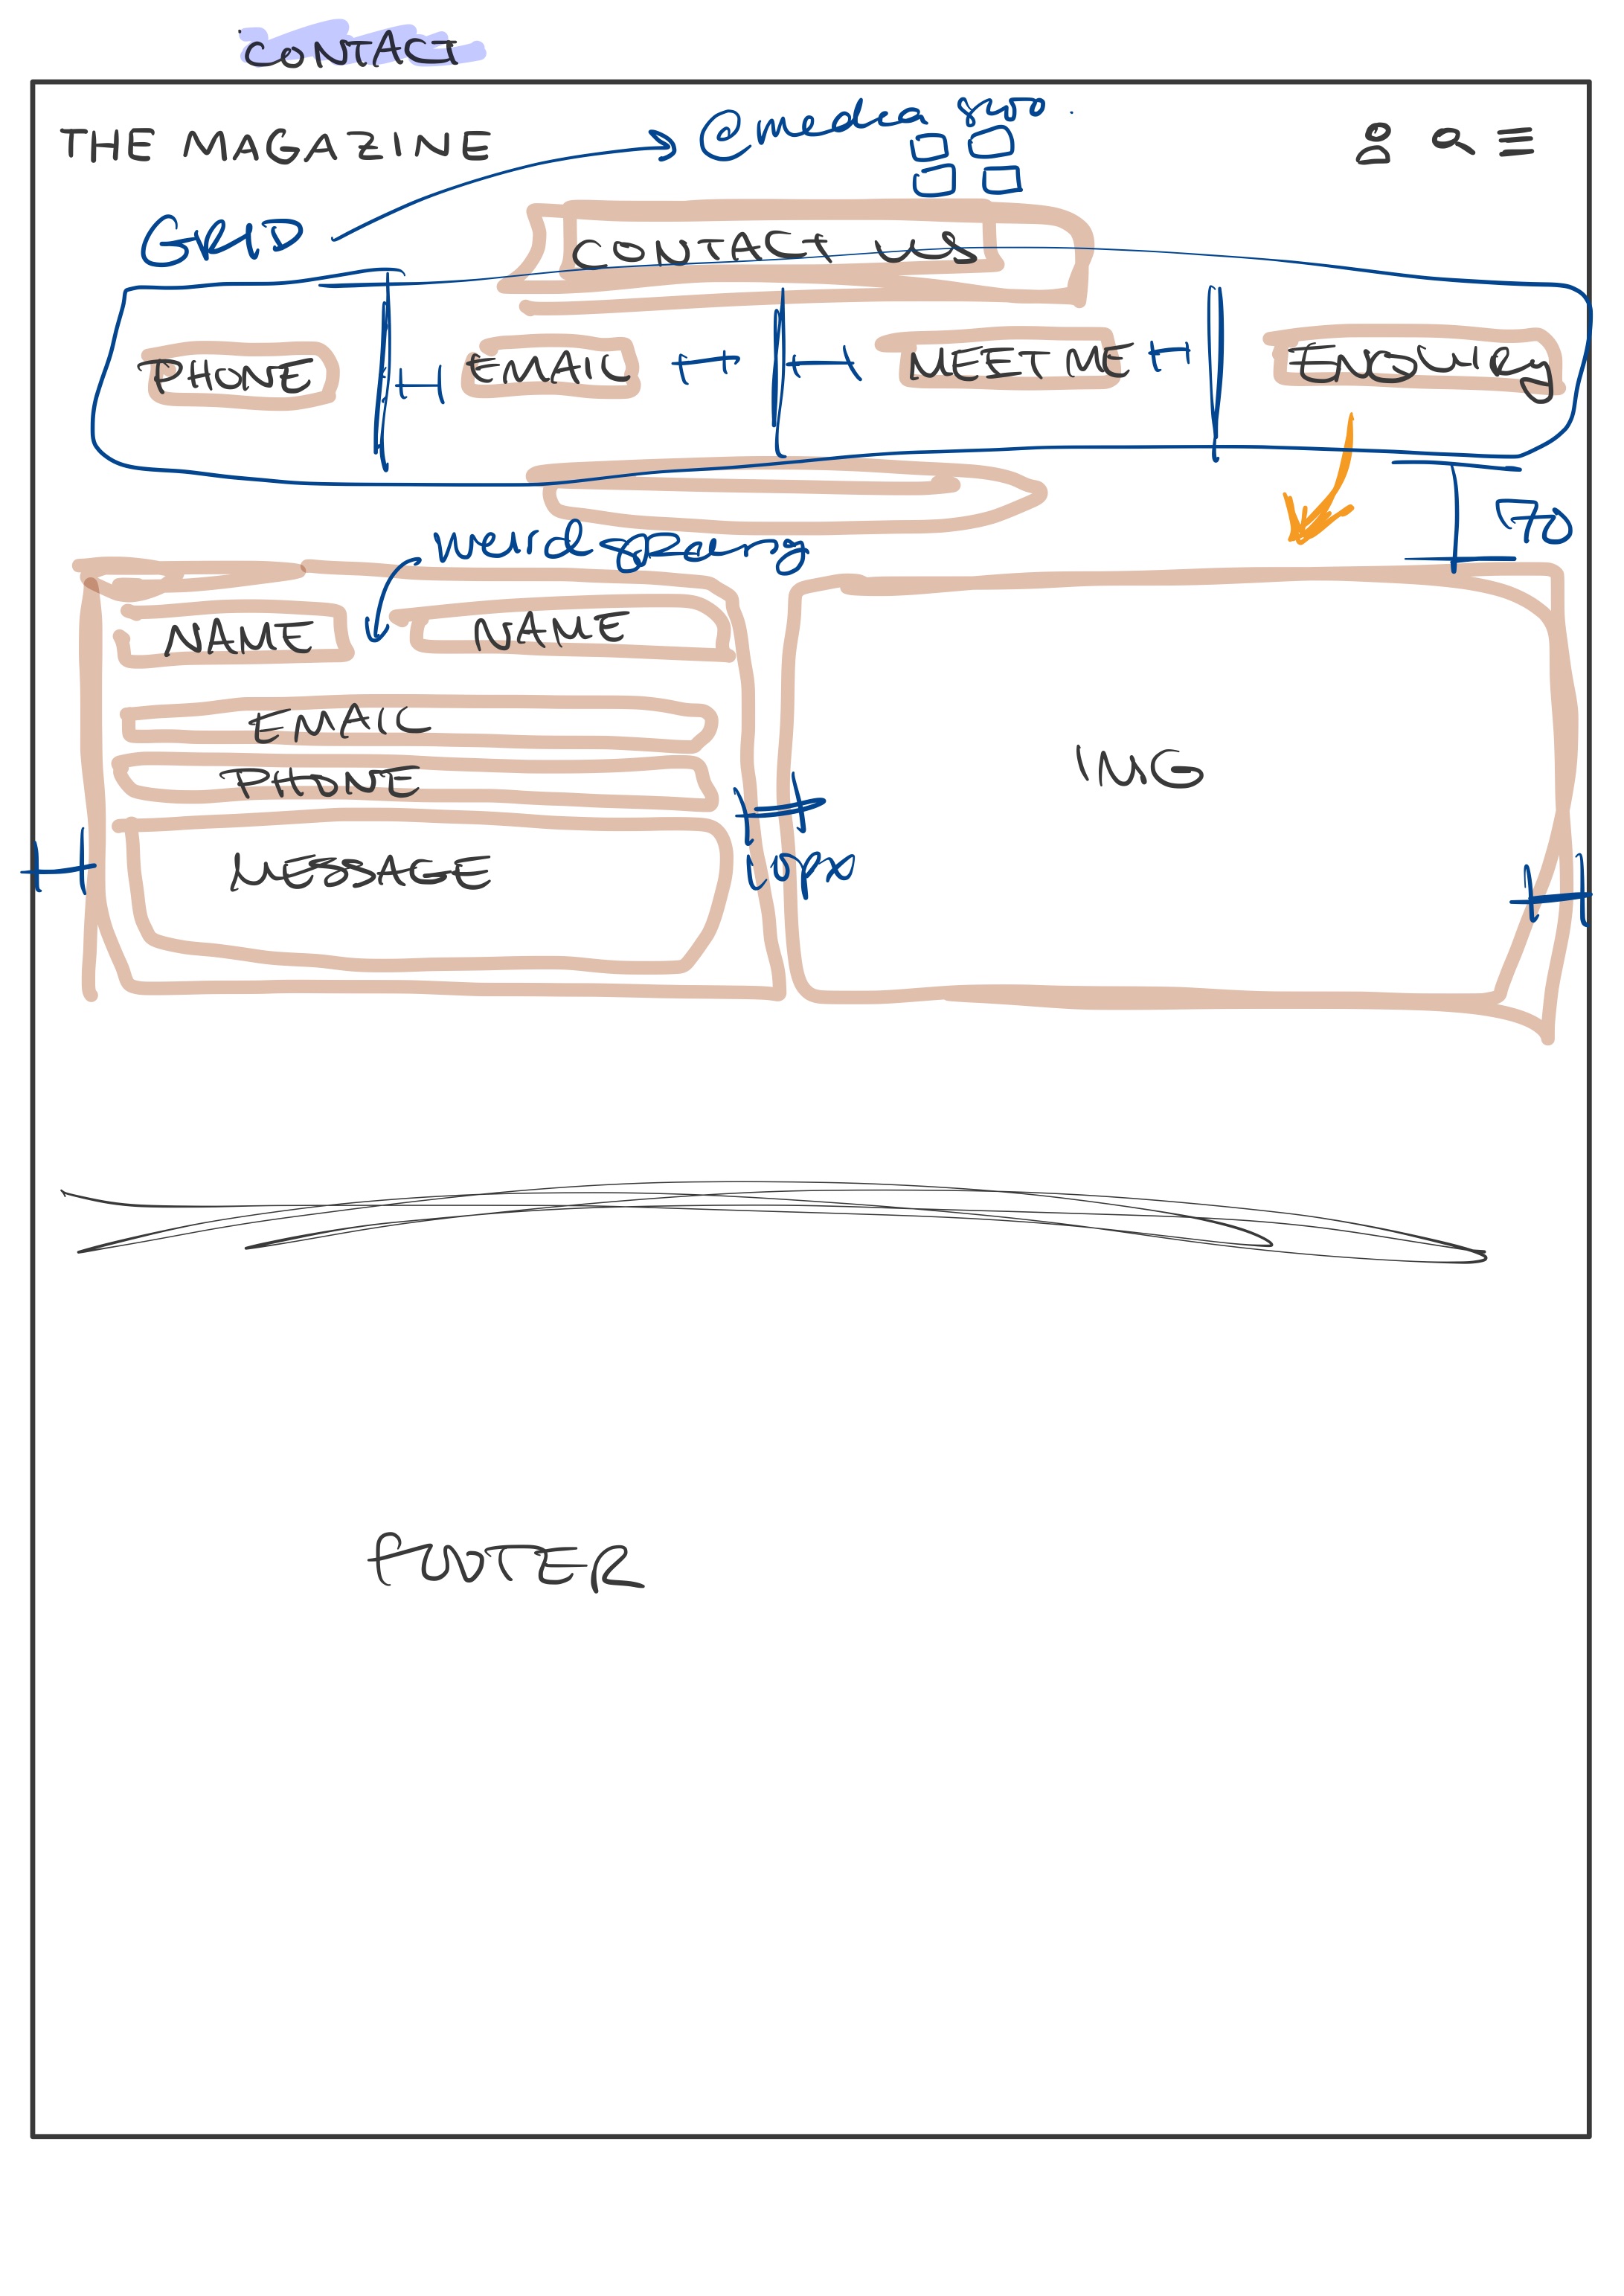 CONTACT
THE MAGAZINE
@media 800
GRID
CONTACT US
PHONE
EMAIL
MEET ME
ENQUIRy
70
weird spacing
NAME
NAME
EMAIL
PHONE
IMG
MESSAGE
10px
fOOTER